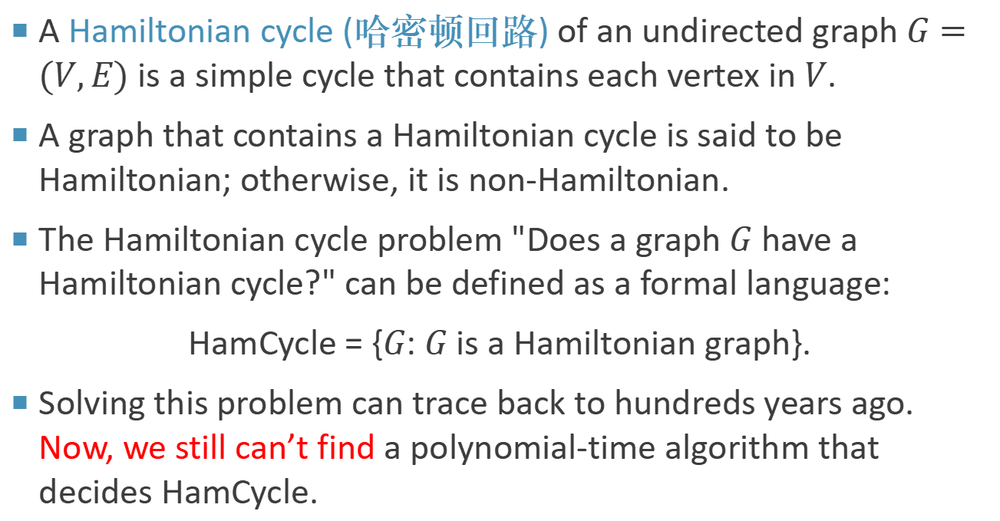 ▪ A Hamiltonian cycle (哈密顿回路) of an undirected graph G =
(V, E) is a simple cycle that contains each vertex in V.
▪ A graph that contains a Hamiltonian cycle is said to be
Hamiltonian; otherwise, it is non-Hamiltonian.
▪ The Hamiltonian cycle problem "Does a graph G have a
Hamiltonian cycle?" can be defined as a formal language:
HamCycle = {G: G is a Hamiltonian graph}.
▪ Solving this problem can trace back to hundreds years ago.
Now, we still can’t find a polynomial-time algorithm that
decides HamCycle.